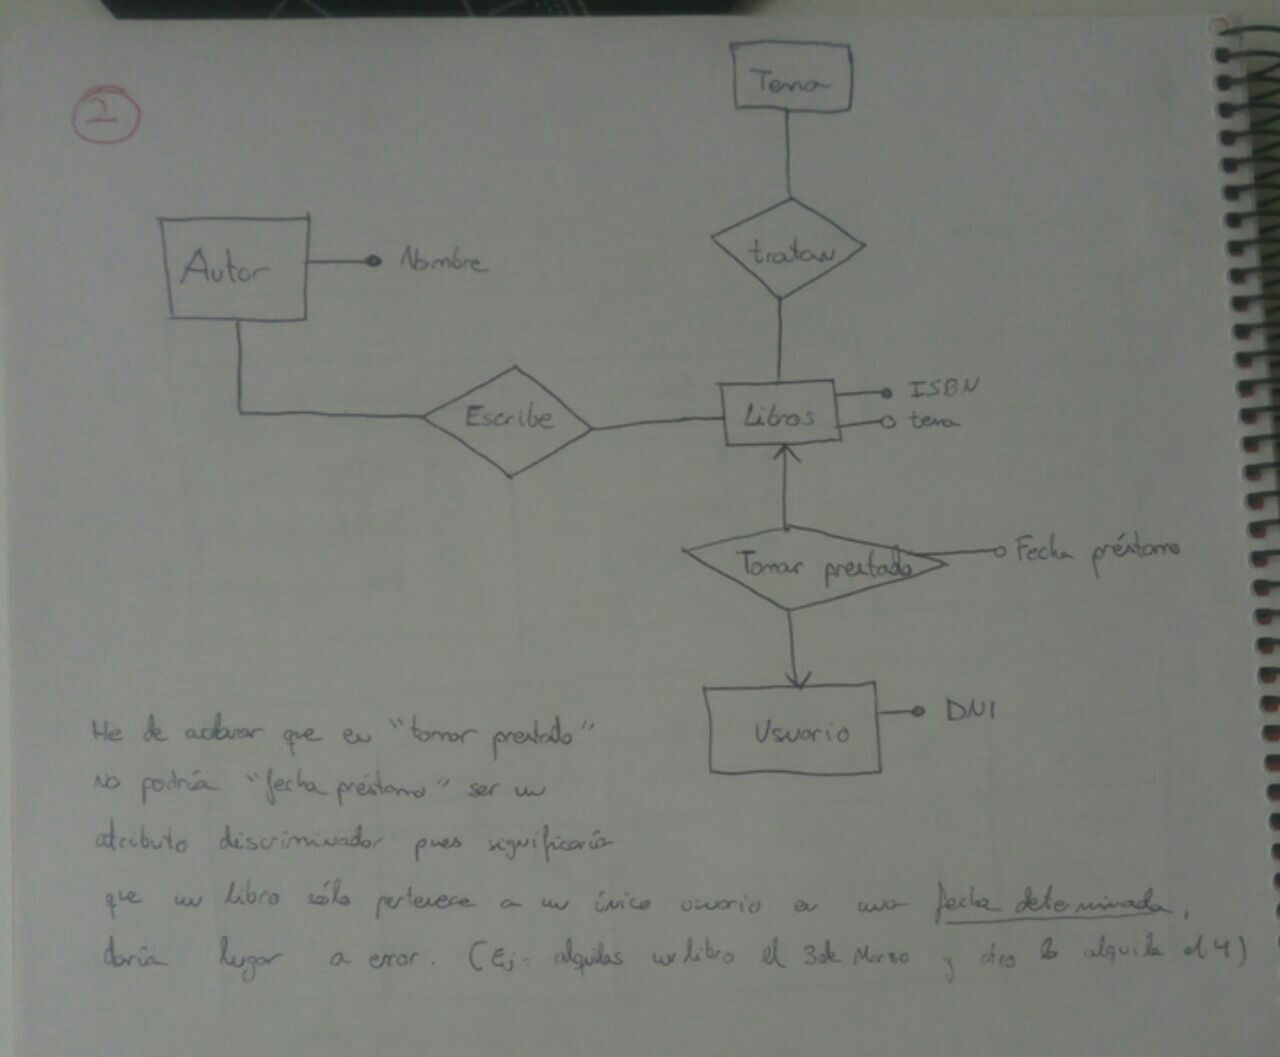 2
Tema
tratan
Autor
Nombre
Escribe
Libros
ISBN
tema
Tomar prestado
Fecha préstamo
Usuario
DNI
He de aclarar que en "tomar prestado"
no podría "fecha préstamo" ser un
atributo discriminador pues significaría
que un libro sólo pertenece a un único usuario en una fecha determinada,
daría lugar a error. (Ej: alquilas un libro el 3 de Marzo y otro lo alquila el 4)